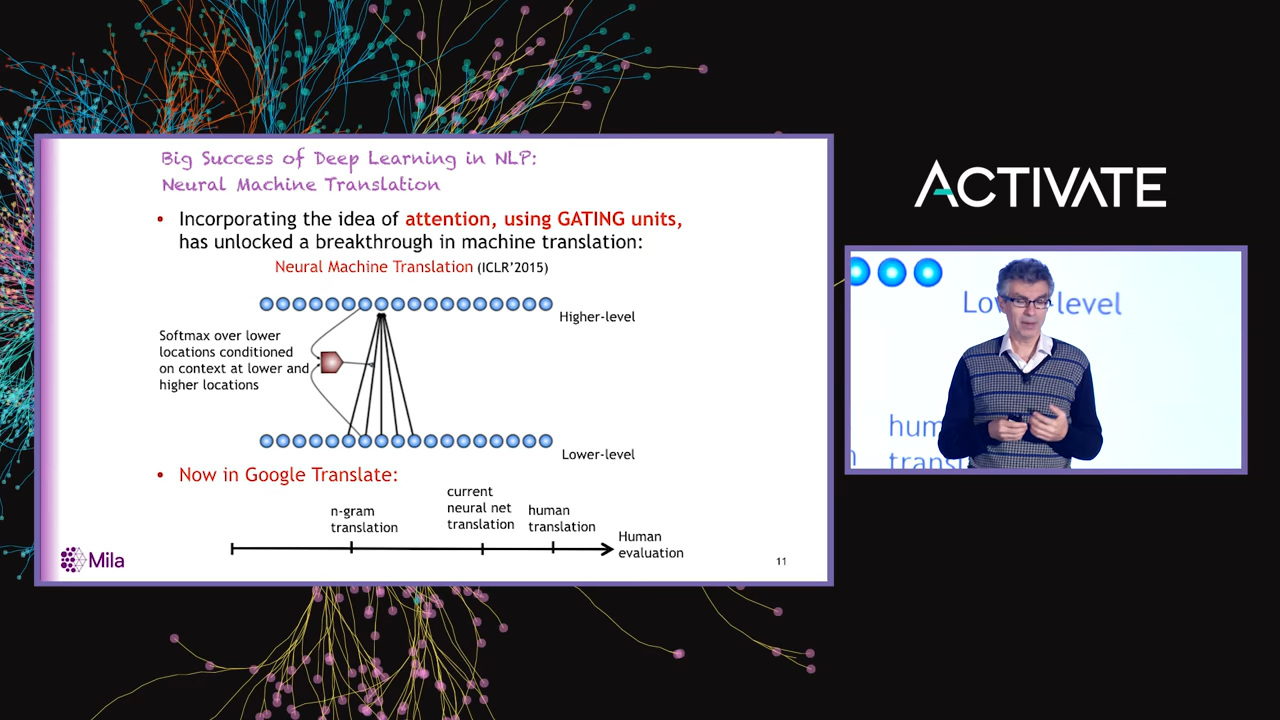 Big Success of Deep Learning in NLP:
Neural Machine Translation
• Incorporating the idea of attention, using GATING units,
has unlocked a breakthrough in machine translation:
Neural Machine Translation (ICLR'2015)
Higher-level
Softmax over lower
locations conditioned
on context at lower and
higher locations
Lower-level
• Now in Google Translate:
n-gram
translation
current
neural net
translation
human
translation
Human
evaluation
Mila
11
ACTIVATE
level